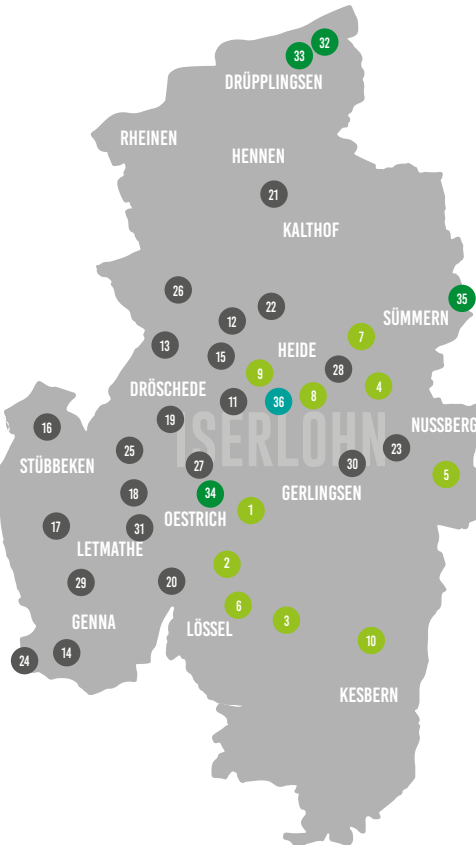 32
33
DRÜPPLINGSEN
RHEINEN
HENNEN
21
KALTHOF
26
35
22
SÜMMERN
12
7
13
HEIDE
15
28
9
4
DRÖSCHEDE
8
11
36
19
NUSSBERG
16
ISERLOHN
25
23
STÜBBEKEN
27
30
5
18
34
GERLINGSEN
1
OESTRICH
17
31
LETMATHE
2
29
20
6
GENNA
3
LÖSSEL
10
14
24
KESBERN